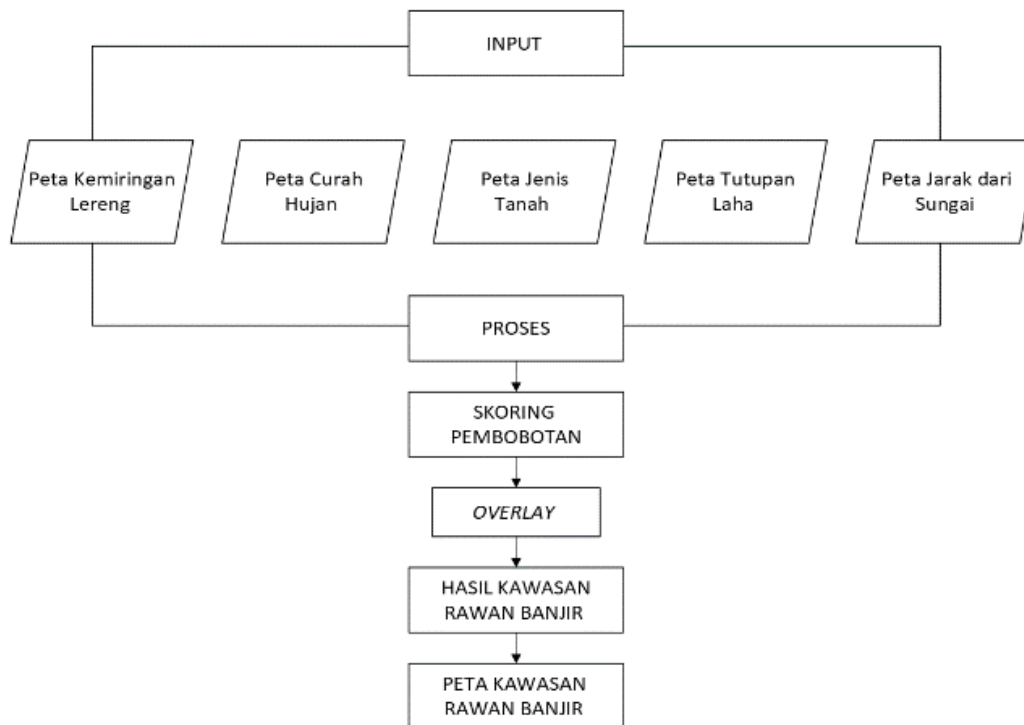 INPUT
Peta Kemiringan
Lereng
Peta Curah
Hujan
Peta Jenis
Tanah
Peta Tutupan
Laha
Peta Jarak dari
Sungai
PROSES
SKORING
PEMBOBOTAN
OVERLAY
HASIL KAWASAN
RAWAN BANJIR
PETA KAWASAN
RAWAN BANJIR